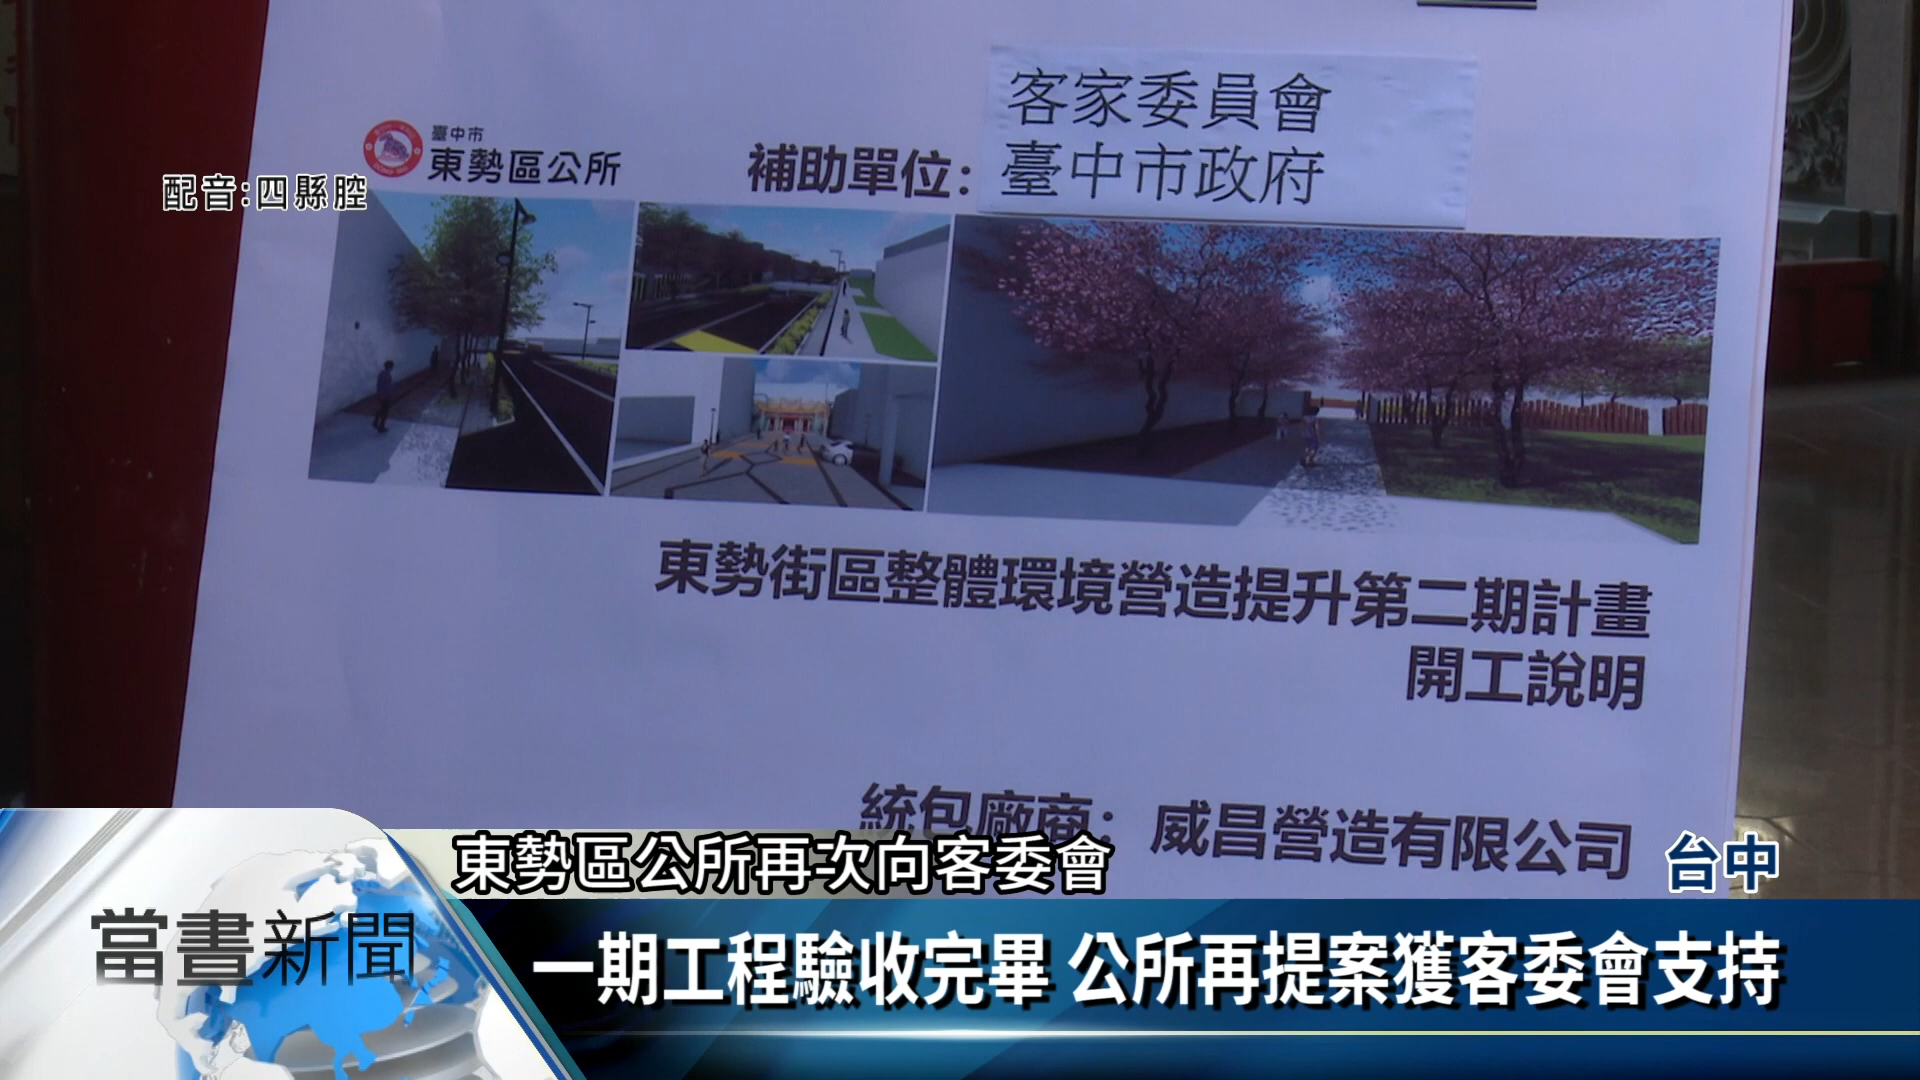 客家委員會
臺中市
東勢區公所
補助單位：
臺中市政府
配音:四縣腔
東勢街區整體環境營造提升第二期計畫
開工說明
統包廠商：威昌營造有限公司
東勢區公所再次向客委會
台中
當晝新聞
一期工程驗收完畢 公所再提案獲客委會支持